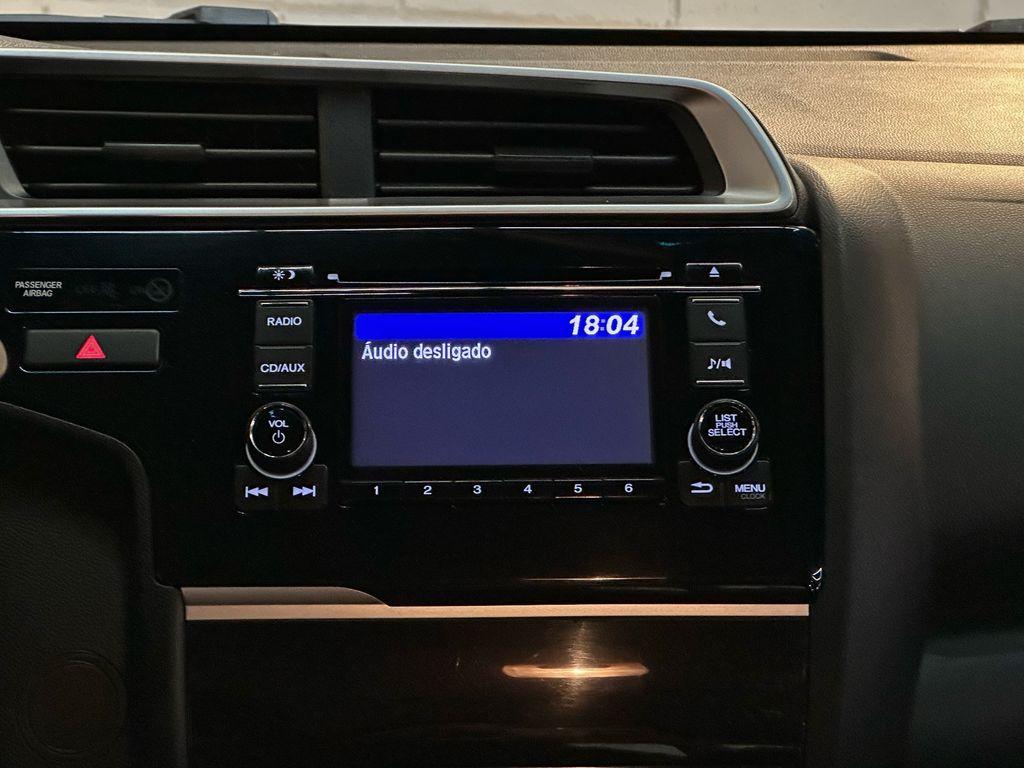 PASSENGER
AIRBAG
RADIO
CD/AUX
VOL
18:04
Áudio desligado
1 2 3 4 5 6
LIST
PUSH
SELECT
MENU
CLOCK